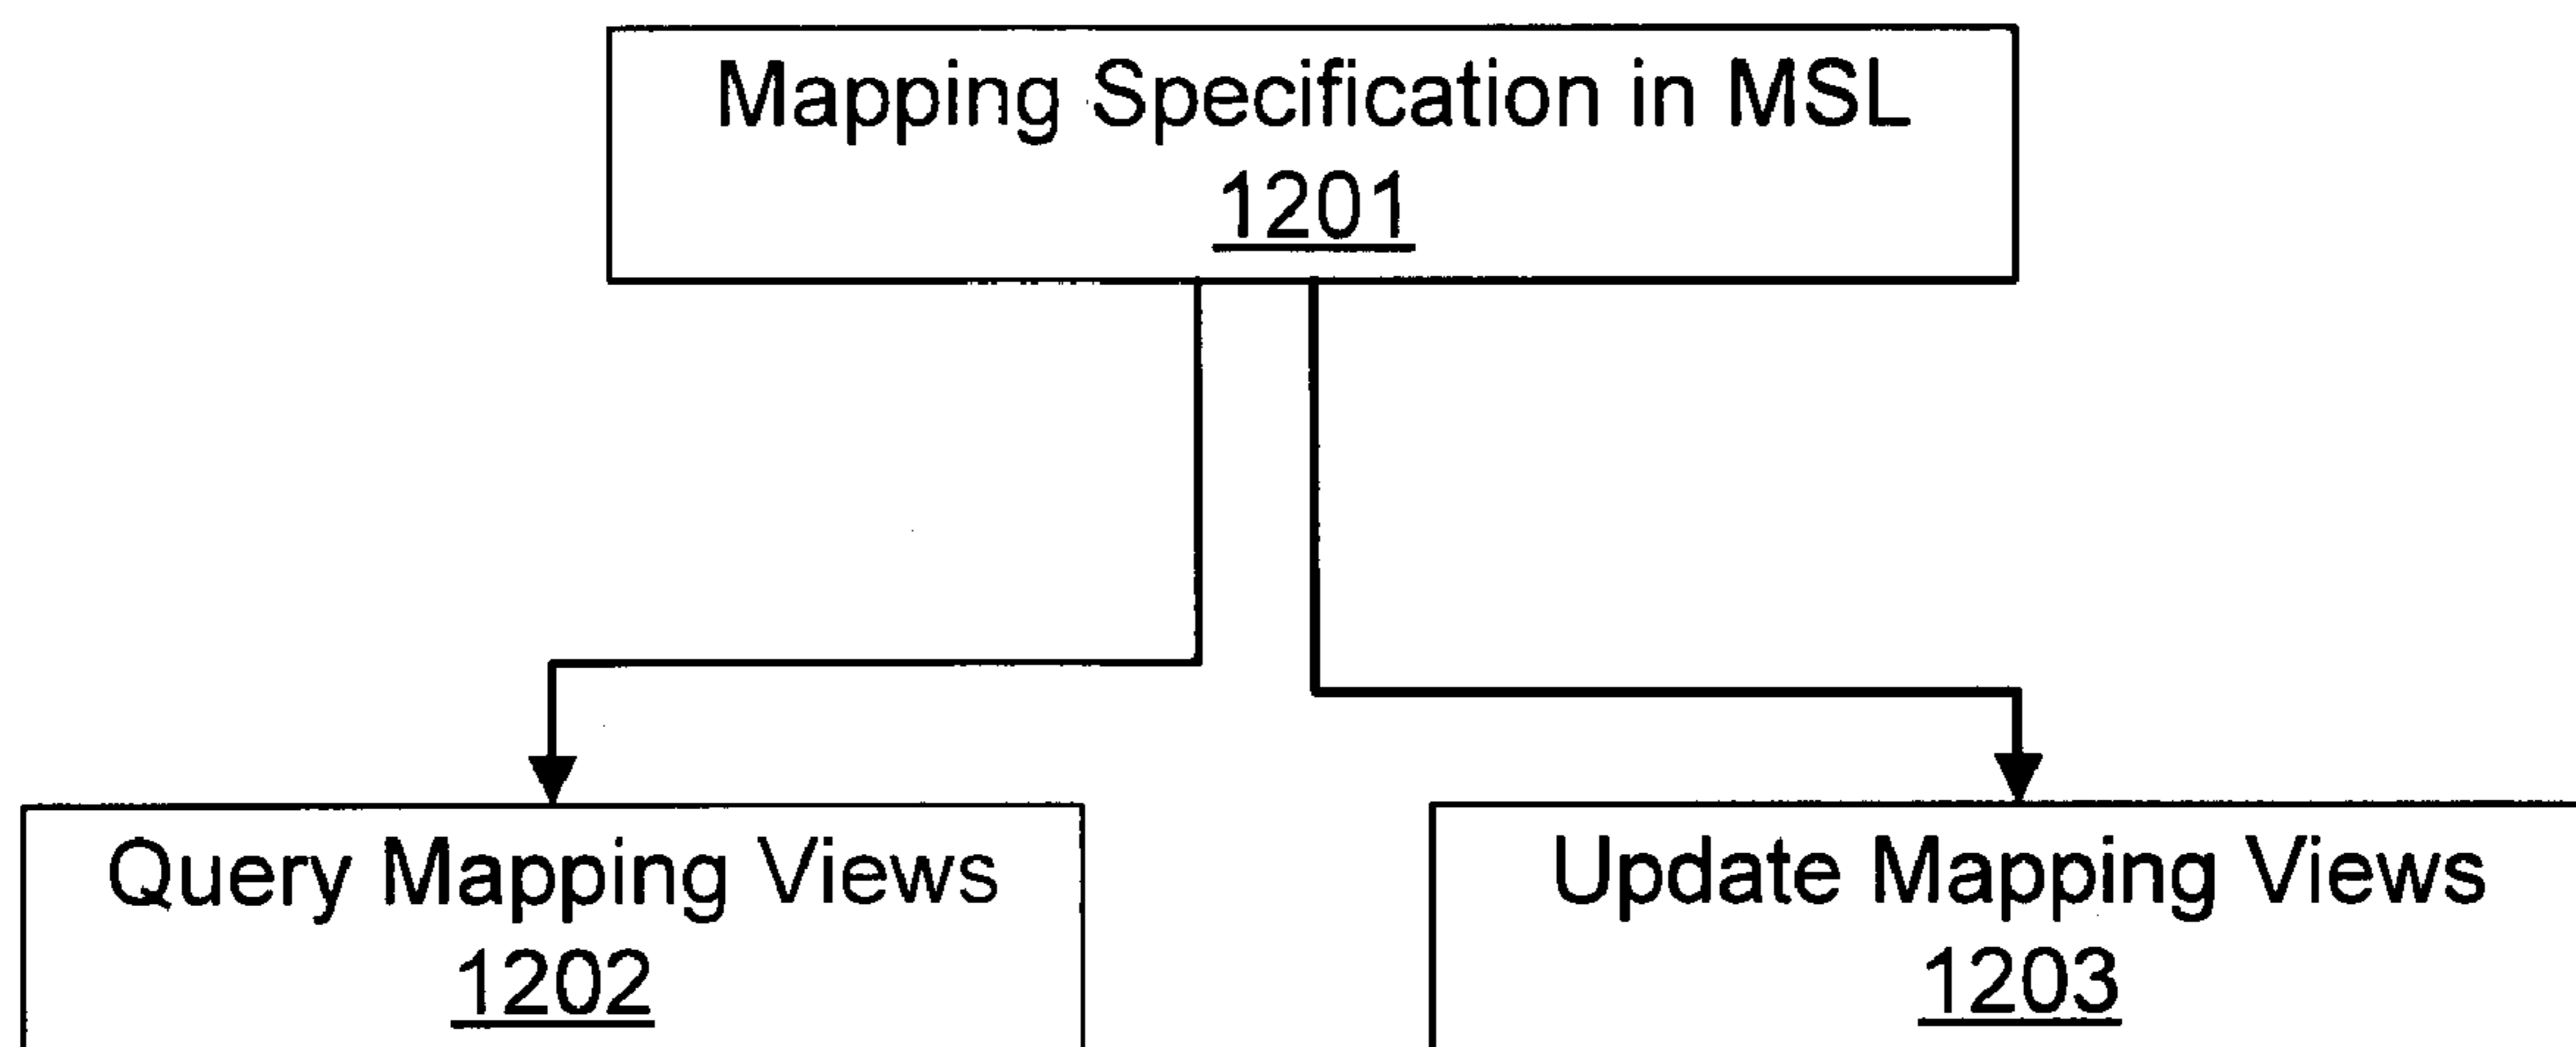 Mapping Specification in MSL
1201
Query Mapping Views
1202
Update Mapping Views
1203